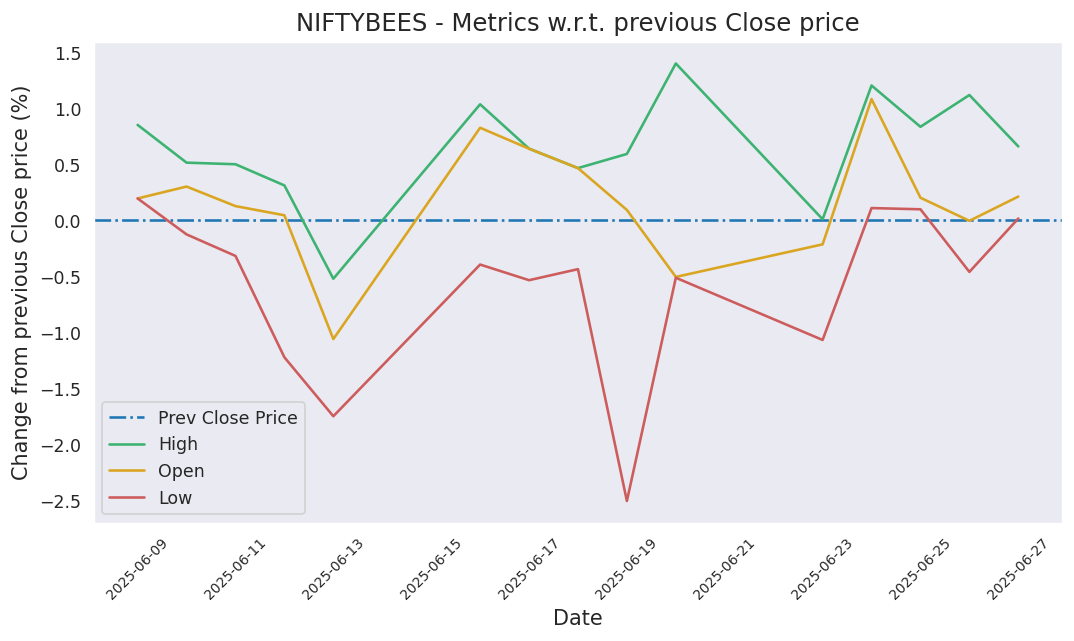 NIFTYBEES - Metrics w.r.t. previous Close price
Change from previous Close price (%)
1.5
1.0
0.5
0.0
−0.5
−1.0
−1.5
−2.0
−2.5
Prev Close Price
High
Open
Low
2025-06-09
2025-06-11
2025-06-13
2025-06-15
2025-06-17
2025-06-19
2025-06-21
2025-06-23
2025-06-25
2025-06-27
Date